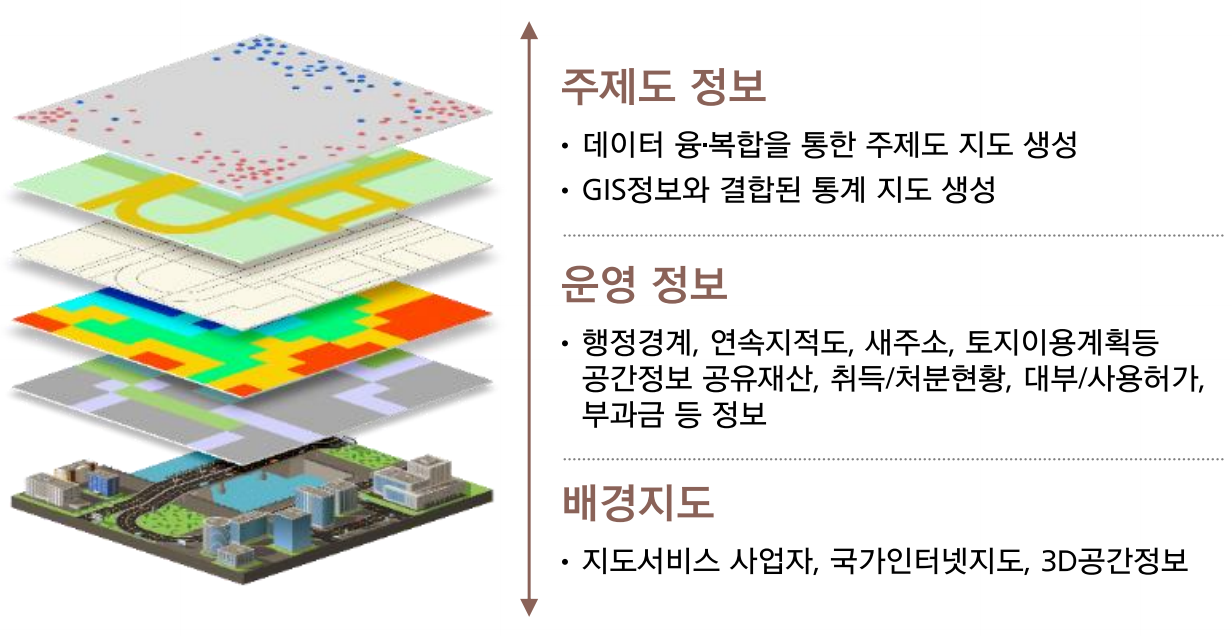 주제도 정보
• 데이터 융·복합을 통한 주제도 지도 생성
• GIS정보와 결합된 통계 지도 생성
운영 정보
• 행정경계, 연속지적도, 새주소, 토지이용계획등
공간정보 공유재산, 취득/처분현황, 대부/사용허가,
부과금 등 정보
배경지도
• 지도서비스 사업자, 국가인터넷지도, 3D공간정보